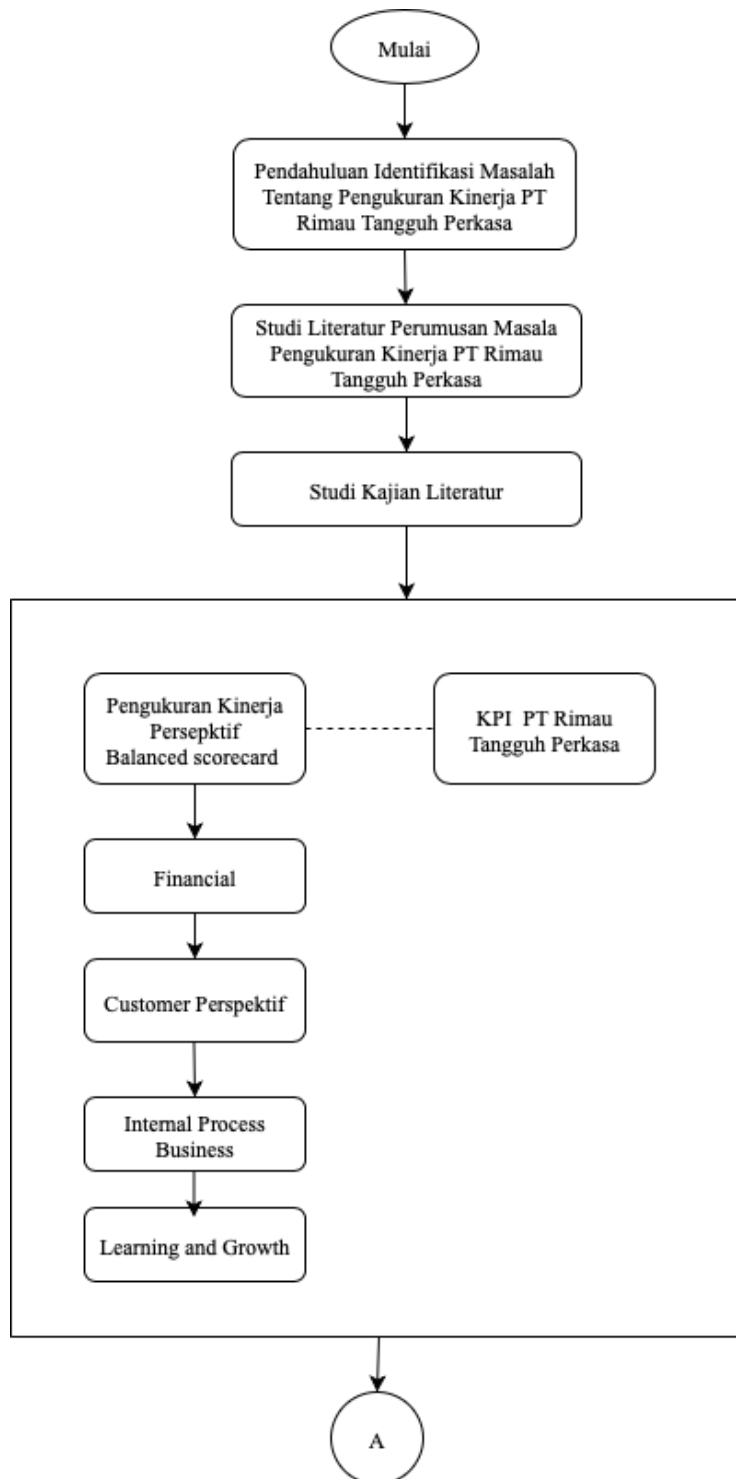 Mulai
Pendahuluan Identifikasi Masalah
Tentang Pengukuran Kinerja PT
Rimau Tangguh Perkasa
Studi Literatur Perumusan Masala
Pengukuran Kinerja PT Rimau
Tangguh Perkasa
Studi Kajian Literatur
Pengukuran Kinerja
Persepktif
Balanced scorecard
KPI PT Rimau
Tangguh Perkasa
Financial
Customer Perspektif
Internal Process
Business
Learning and Growth
A